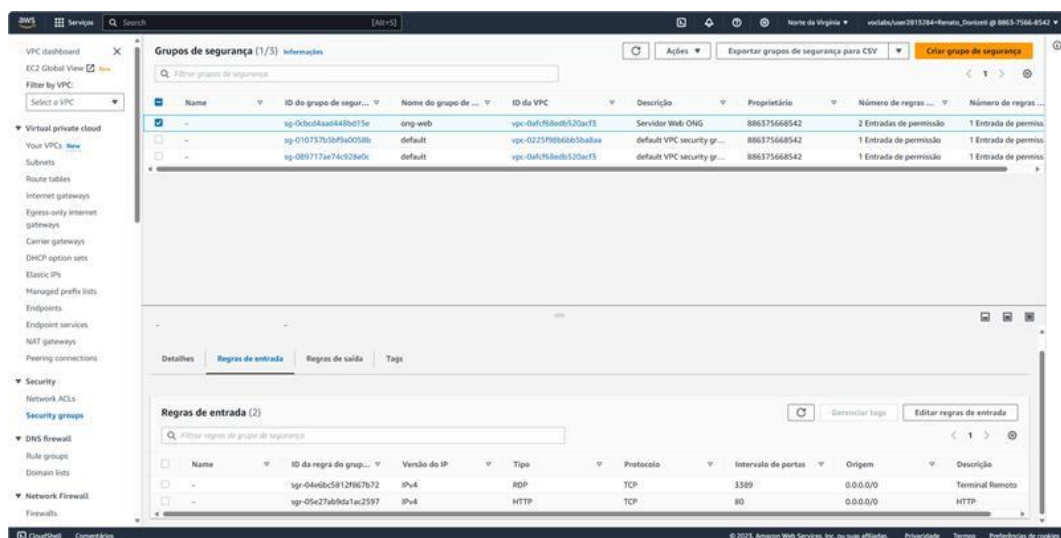 aws Serviços Search [Alt+S] Norte da Virgínia voclabs/user2813284=Renato_Donizeti @ 8863-7566-8542
VPC dashboard
EC2 Global View New
Filter by VPC:
Select a VPC
Virtual private cloud
Your VPCs New
Subnets
Route tables
Internet gateways
Egress-only internet
gateways
Carrier gateways
DHCP option sets
Elastic IPs
Managed prefix lists
Endpoints
Endpoint services
NAT gateways
Peering connections
Security
Network ACLs
Security groups
DNS firewall
Rule groups
Domain lists
Network Firewall
Firewalls
Grupos de segurança (1/3) Informações Ações Exportar grupos de segurança para CSV Criar grupo de segurança
Filtrar grupos de segurança 1
Name ID do grupo de segur... Nome do grupo de ... ID da VPC Descrição Proprietário Número de regras ... Número de regras
– sg-0cbcd4aad448bd15e ong-web vpc-0afcf68edb520acf3 Servidor Web ONG 886375668542 2 Entradas de permissão 1 Entrada de permiss
– sg-010737b5bf9a0058b default vpc-0225f98b6bb5ba8aa default VPC security gr... 886375668542 1 Entrada de permissão 1 Entrada de permiss
– sg-089717ae74c928e0c default vpc-0afcf68edb520acf3 default VPC security gr... 886375668542 1 Entrada de permissão 1 Entrada de permiss
- -
Detalhes Regras de entrada Regras de saída Tags
Regras de entrada (2) Gerenciar tags Editar regras de entrada
Filtrar regras de grupo de segurança 1
Name ID da regra do grup... Versão do IP Tipo Protocolo Intervalo de portas Origem Descrição
– sgr-04e6bc5812f867b72 IPv4 RDP TCP 3389 0.0.0.0/0 Terminal Remoto
– sgr-05e27ab9da1ac2597 IPv4 HTTP TCP 80 0.0.0.0/0 HTTP
CloudShell Comentários © 2023, Amazon Web Services, Inc. ou suas afiliadas. Privacidade Termos Preferências de cookies